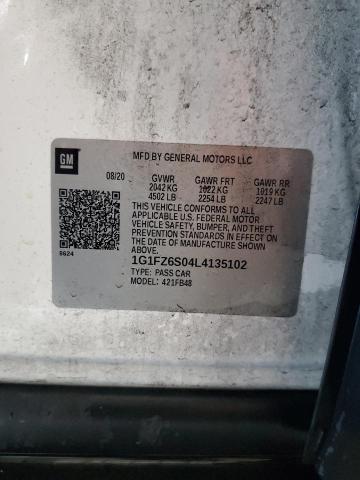 GM
MFD BY GENERAL MOTORS LLC
08/20 GVWR GAWR FRT GAWR RR
2042 KG 1022 KG 1019 KG
4502 LB 2254 LB 2247 LB
THIS VEHICLE CONFORMS TO ALL
APPLICABLE U.S. FEDERAL MOTOR
VEHICLE SAFETY, BUMPER, AND THEFT
PREVENTION STANDARDS IN EFFECT ON
THE DATE OF MANUFACTURE SHOWN
ABOVE.
8624
1G1FZ6S04L4135102
TYPE: PASS CAR
MODEL: 421FB48